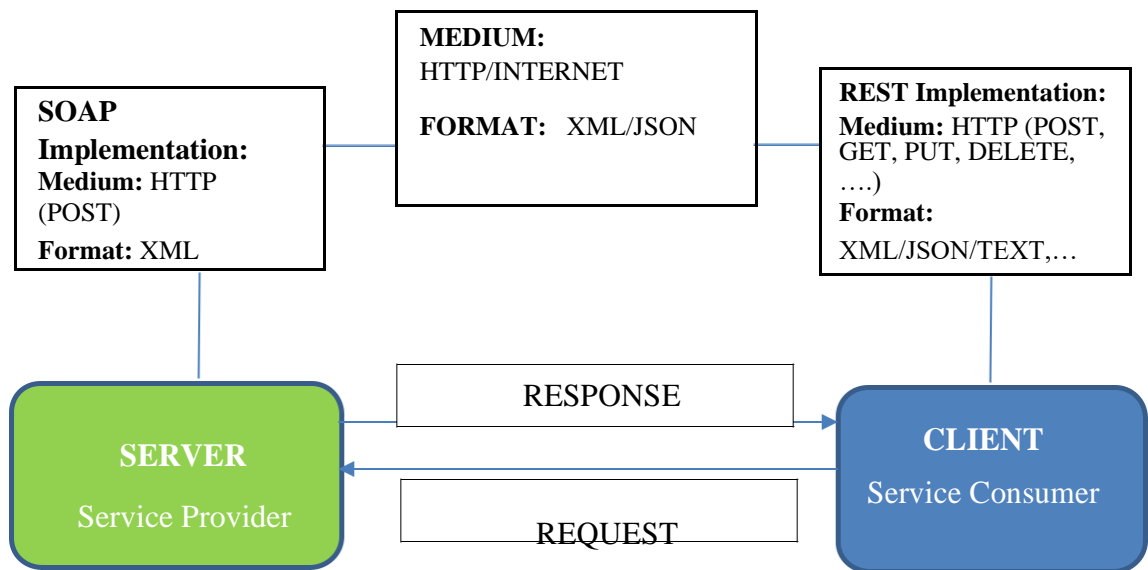 MEDIUM:
HTTP/INTERNET
FORMAT: XML/JSON
SOAP
Implementation:
Medium: HTTP
(POST)
Format: XML
REST Implementation:
Medium: HTTP (POST,
GET, PUT, DELETE,
….)
Format:
XML/JSON/TEXT,…
RESPONSE
SERVER
Service Provider
CLIENT
Service Consumer
REQUEST